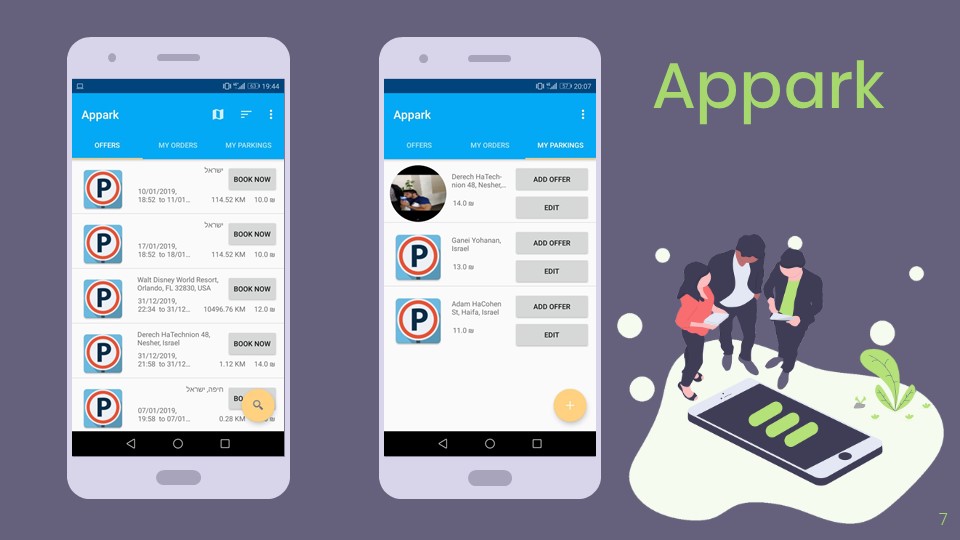 Appark
19:44
Appark
OFFERS MY ORDERS MY PARKINGS
ישראל
BOOK NOW
10/01/2019,
18:52 to 11/01... 114.52 KM 10.0 ₪
ישראל
BOOK NOW
17/01/2019,
18:52 to 18/01... 114.52 KM 10.0 ₪
Walt Disney World Resort,
Orlando, FL 32830, USA
BOOK NOW
31/12/2019,
22:34 to 31/12... 10496.76 KM 12.0 ₪
Derech HaTechnion 48,
Nesher, Israel
BOOK NOW
31/12/2019,
21:58 to 31/12... 1.12 KM 14.0 ₪
חיפה, ישראל
07/01/2019,
19:58 to 07/01... 0.28 KM ₪
P
P
P
P
P
57 20:07
Appark
OFFERS MY ORDERS MY PARKINGS
Derech HaTech-
nion 48, Nesher,...
14.0 ₪
ADD OFFER
EDIT
P
Ganei Yohanan,
Israel
13.0 ₪
ADD OFFER
EDIT
P
Adam HaCohen
St, Haifa, Israel
11.0 ₪
ADD OFFER
EDIT
7